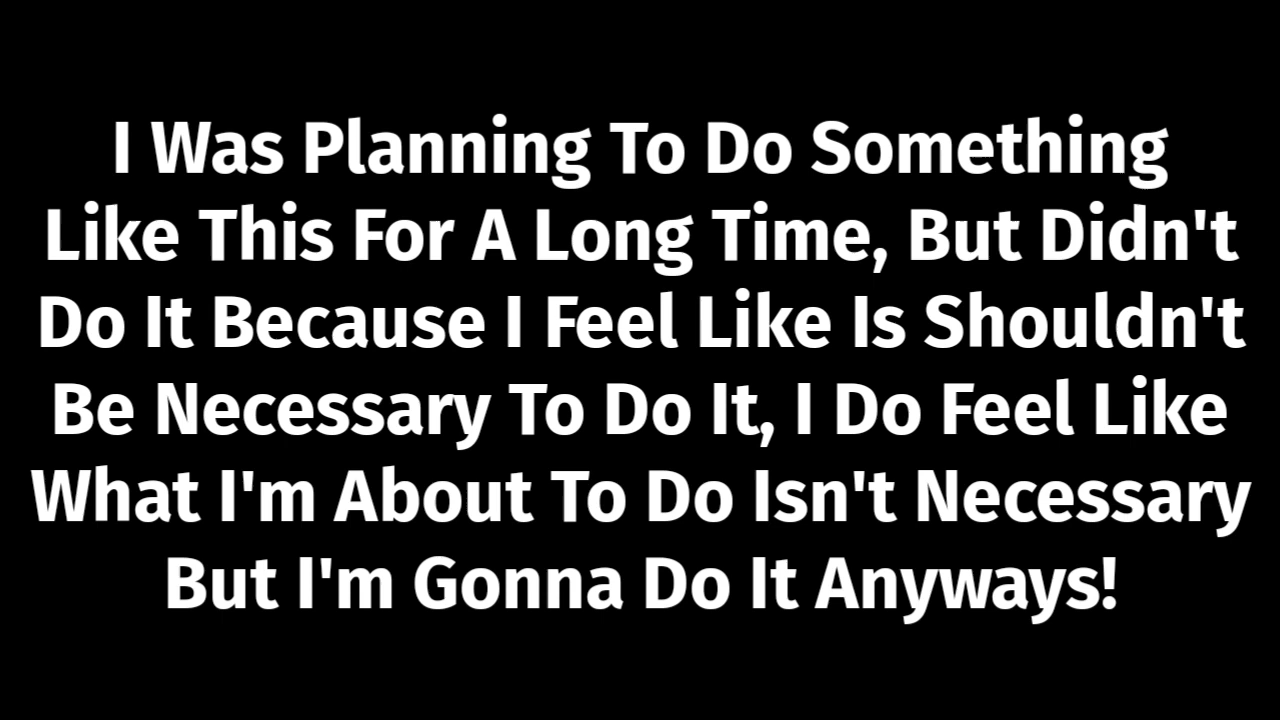 I Was Planning To Do Something
Like This For A Long Time, But Didn't
Do It Because I Feel Like Is Shouldn't
Be Necessary To Do It, I Do Feel Like
What I'm About To Do Isn't Necessary
But I'm Gonna Do It Anyways!